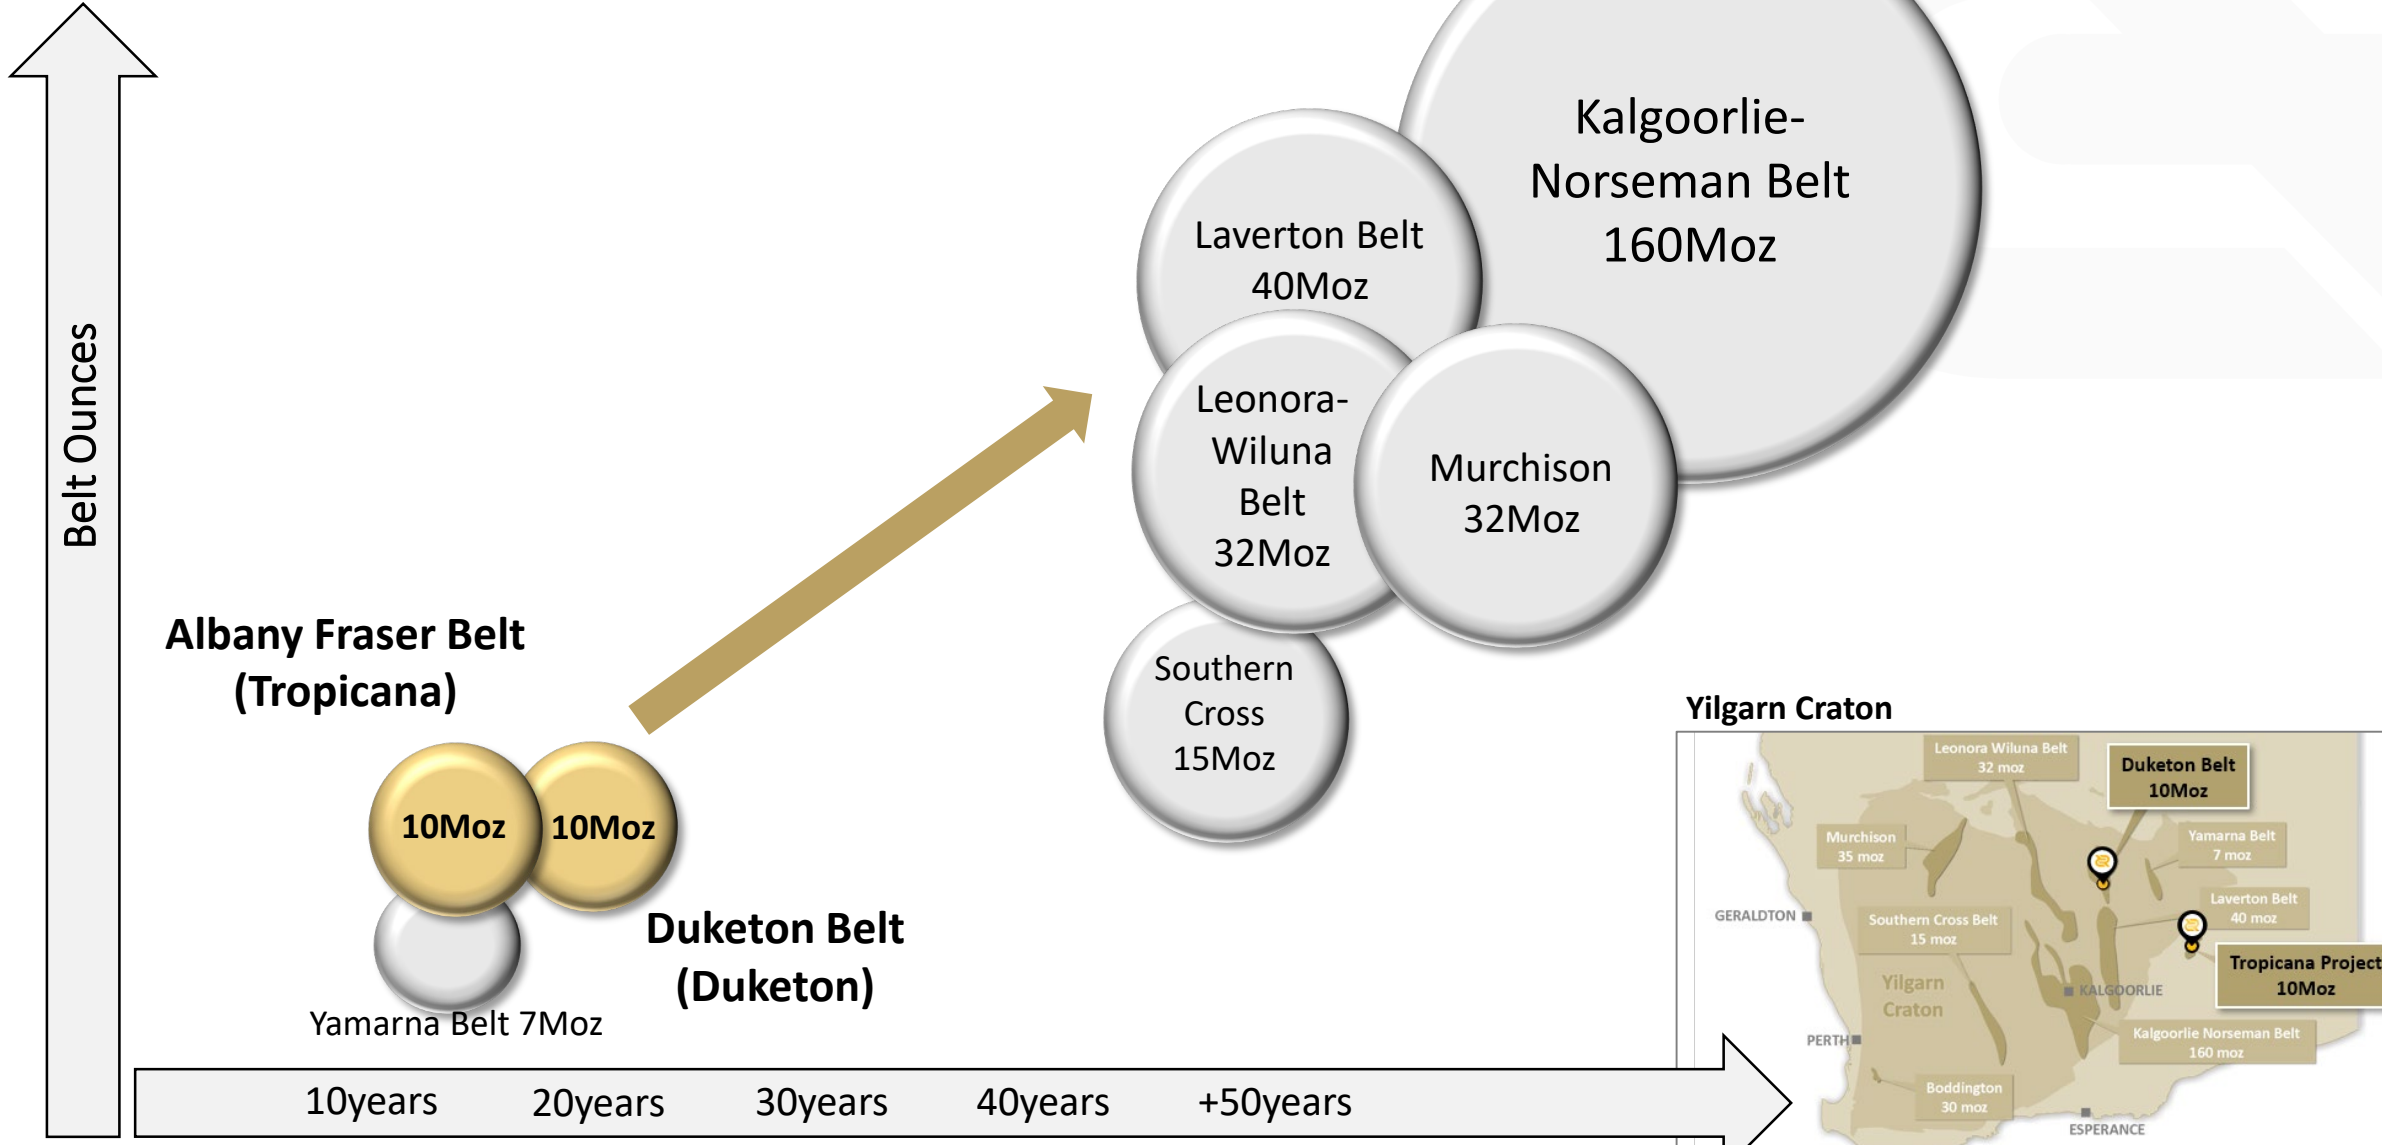 Kalgoorlie-
Norseman Belt
160Moz
Laverton Belt
40Moz
Leonora-
Wiluna
Belt
32Moz
Murchison
32Moz
Southern
Cross
15Moz
Belt Ounces
Albany Fraser Belt
(Tropicana)
10Moz
10Moz
Duketon Belt
(Duketon)
Yamarna Belt 7Moz
10years
20years
30years
40years
+50years
Yilgarn Craton
Leonora Wiluna Belt
32 moz
Duketon Belt
10Moz
Murchison
35 moz
Yamarna Belt
7 moz
Laverton Belt
40 moz
GERALDTON
Southern Cross Belt
15 moz
Tropicana Project
10Moz
Yilgarn
Craton
KALGOORLIE
PERTH
Kalgoorlie Norseman Belt
160 moz
Boddington
30 moz
ESPERANCE